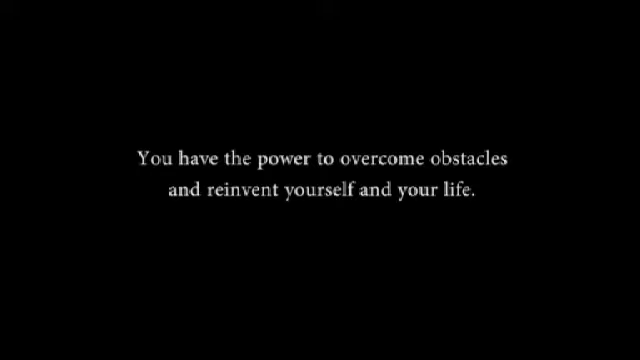 You have the power to overcome obstacles
and reinvent yourself and your life.